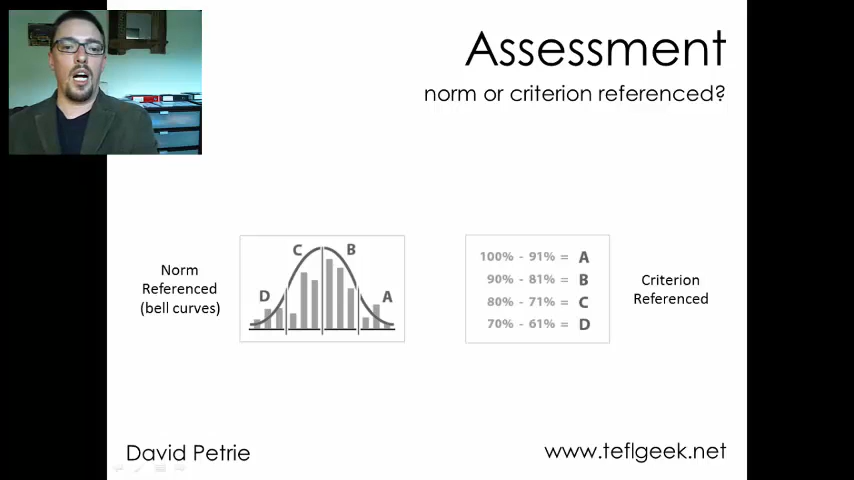 Assessment
norm or criterion referenced?
Norm
Referenced
(bell curves)
C
B
D
A
100% - 91% = A
90% - 81% = B
80% - 71% = C
70% - 61% = D
Criterion
Referenced
David Petrie
www.teflgeek.net